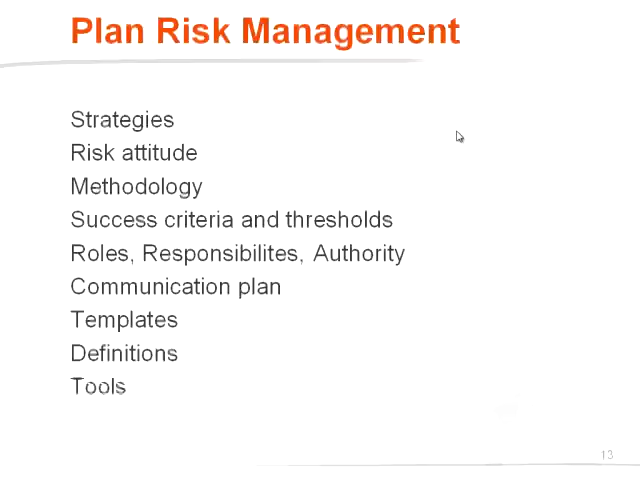 Plan Risk Management
Strategies
Risk attitude
Methodology
Success criteria and thresholds
Roles, Responsibilites, Authority
Communication plan
Templates
Definitions
Tools
13